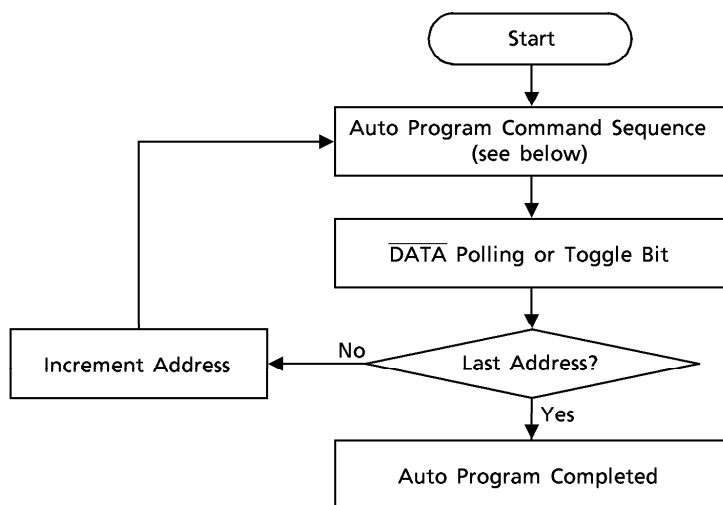 Start
Auto Program Command Sequence
(see below)
D̅A̅T̅A̅ Polling or Toggle Bit
Last Address?
No
Increment Address
Yes
Auto Program Completed